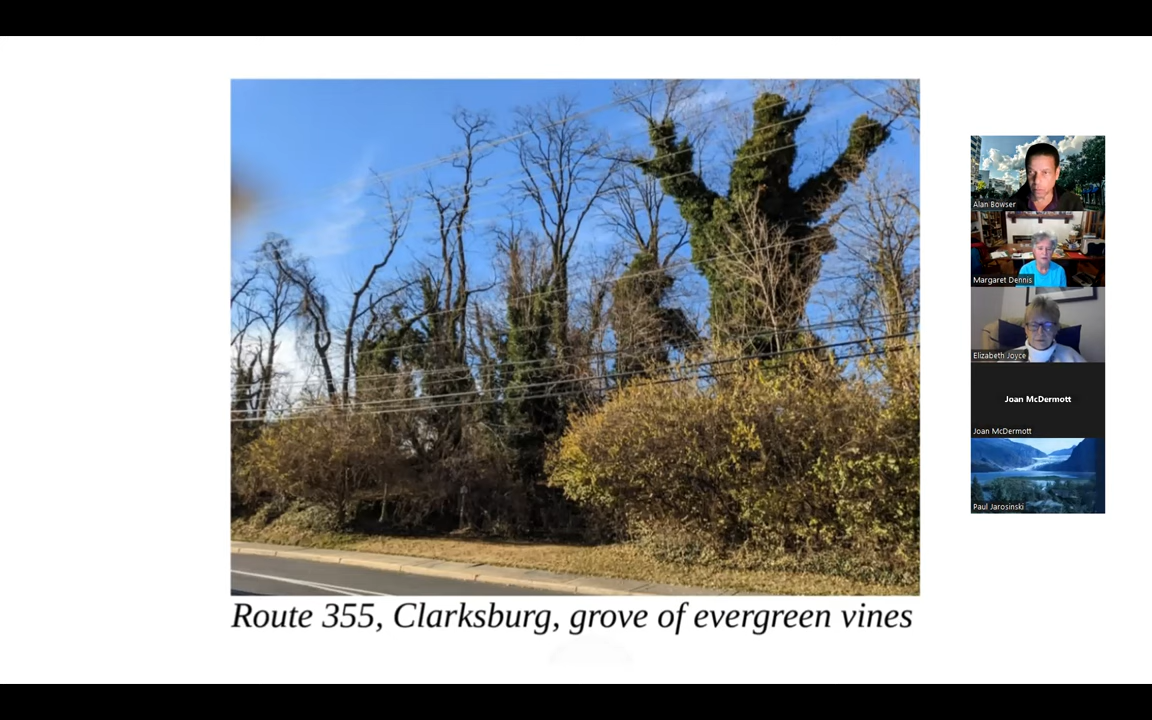 Route 355, Clarksburg, grove of evergreen vines
Alan Bowser
Margaret Dennis
Elizabeth Joyce
Joan McDermott
Joan McDermott
Paul Jarosinski